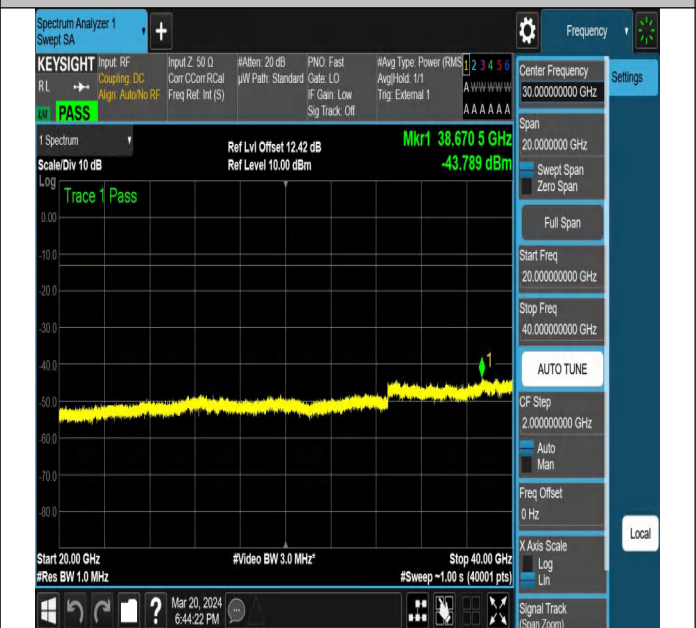 Spectrum Analyzer 1
Swept SA
+
Frequency
KEYSIGHT
RL
PASS
Input: RF
Coupling: DC
Align: Auto/No RF
Input Z: 50 Ω
Corr CCorr RCal
Freq Ref: Int (S)
#Atten: 20 dB
µW Path: Standard
PNO: Fast
Gate: LO
IF Gain: Low
Sig Track: Off
#Avg Type: Power (RMS
Avg|Hold: 1/1
Trig: External 1
1 2 3 4 5 6
A W W W W W
A A A A A A
1 Spectrum
Scale/Div 10 dB
Log
Ref Lvl Offset 12.42 dB
Ref Level 10.00 dBm
Mkr1 38.670 5 GHz
-43.789 dBm
Trace 1 Pass
0.00
-10.0
-20.0
-30.0
-40.0
-50.0
-60.0
-70.0
-80.0
1
Start 20.00 GHz
#Res BW 1.0 MHz
#Video BW 3.0 MHz*
Stop 40.00 GHz
#Sweep ~1.00 s (40001 pts)
?
Mar 20, 2024
6:44:22 PM
Center Frequency
30.000000000 GHz
Settings
Span
20.0000000 GHz
Swept Span
Zero Span
Full Span
Start Freq
20.000000000 GHz
Stop Freq
40.000000000 GHz
AUTO TUNE
CF Step
2.000000000 GHz
Auto
Man
Freq Offset
0 Hz
Local
X Axis Scale
Log
Lin
Signal Track
(Span Zoom)